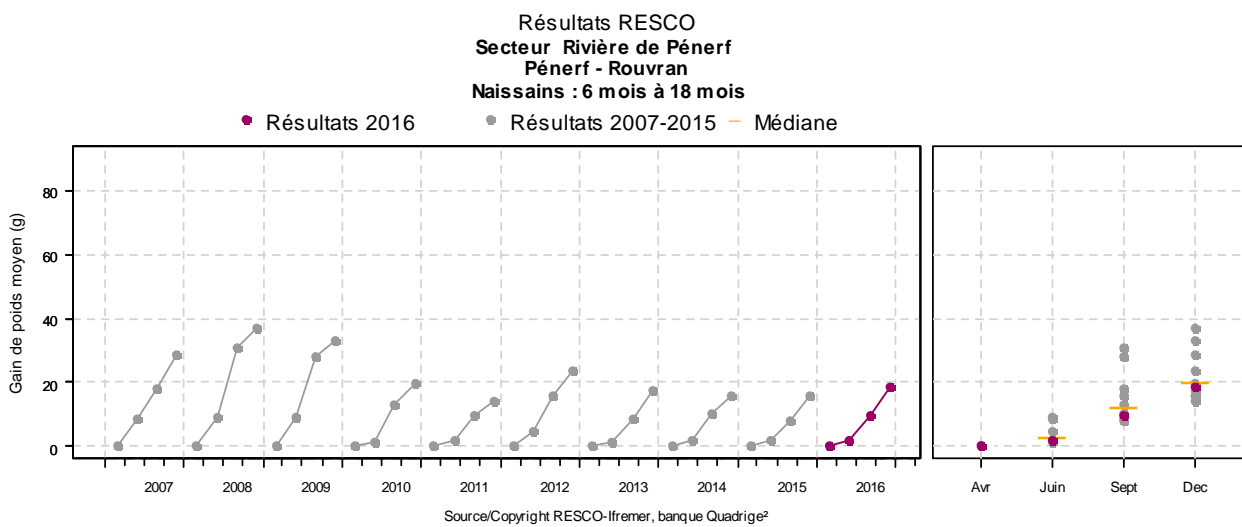 Résultats RESCO
Secteur Rivière de Pénerf
Pénerf - Rouvran
Naissains : 6 mois à 18 mois
Résultats 2016 Résultats 2007-2015 Médiane
Gain de poids moyen (g)
80
60
40
20
0
2007 2008 2009 2010 2011 2012 2013 2014 2015 2016
Avr Juin Sept Dec
Source/Copyright RESCO-Ifremer, banque Quadrige²